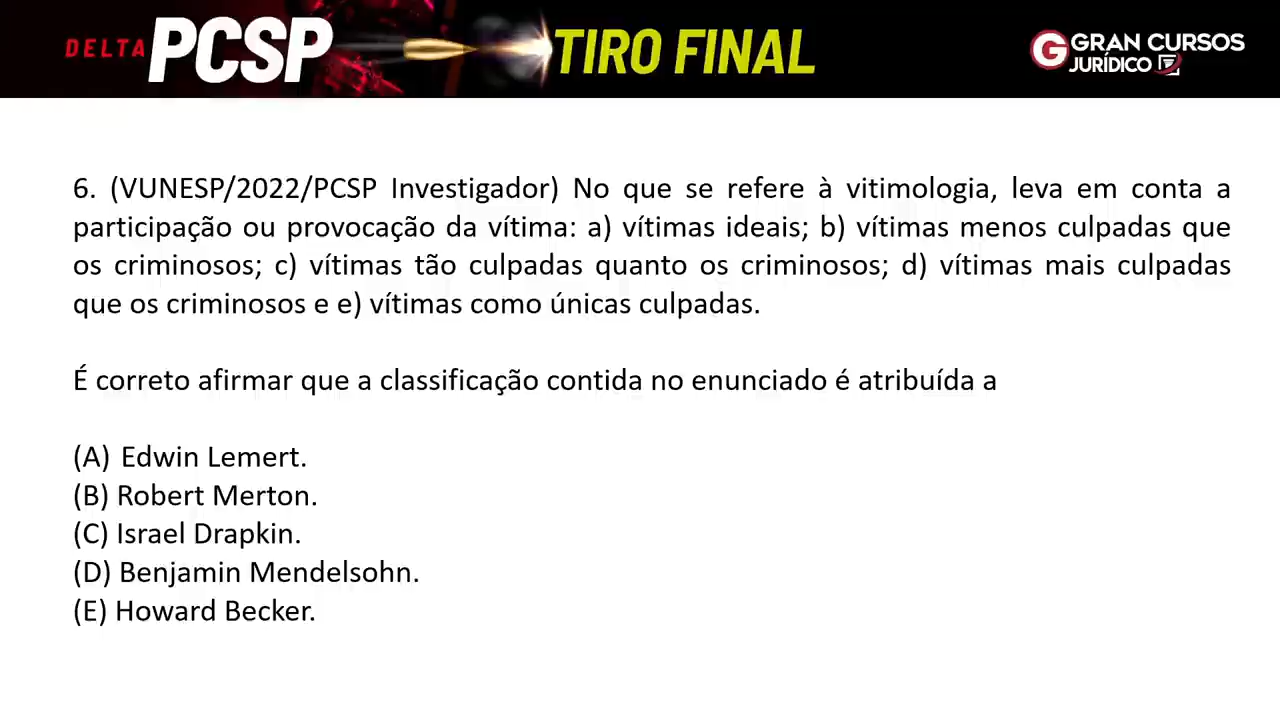 DELTA PCSP TIRO FINAL GRAN CURSOS
JURÍDICO
6. (VUNESP/2022/PCSP Investigador) No que se refere à vitimologia, leva em conta a
participação ou provocação da vítima: a) vítimas ideais; b) vítimas menos culpadas que
os criminosos; c) vítimas tão culpadas quanto os criminosos; d) vítimas mais culpadas
que os criminosos e e) vítimas como únicas culpadas.
É correto afirmar que a classificação contida no enunciado é atribuída a
(A) Edwin Lemert.
(B) Robert Merton.
(C) Israel Drapkin.
(D) Benjamin Mendelsohn.
(E) Howard Becker.